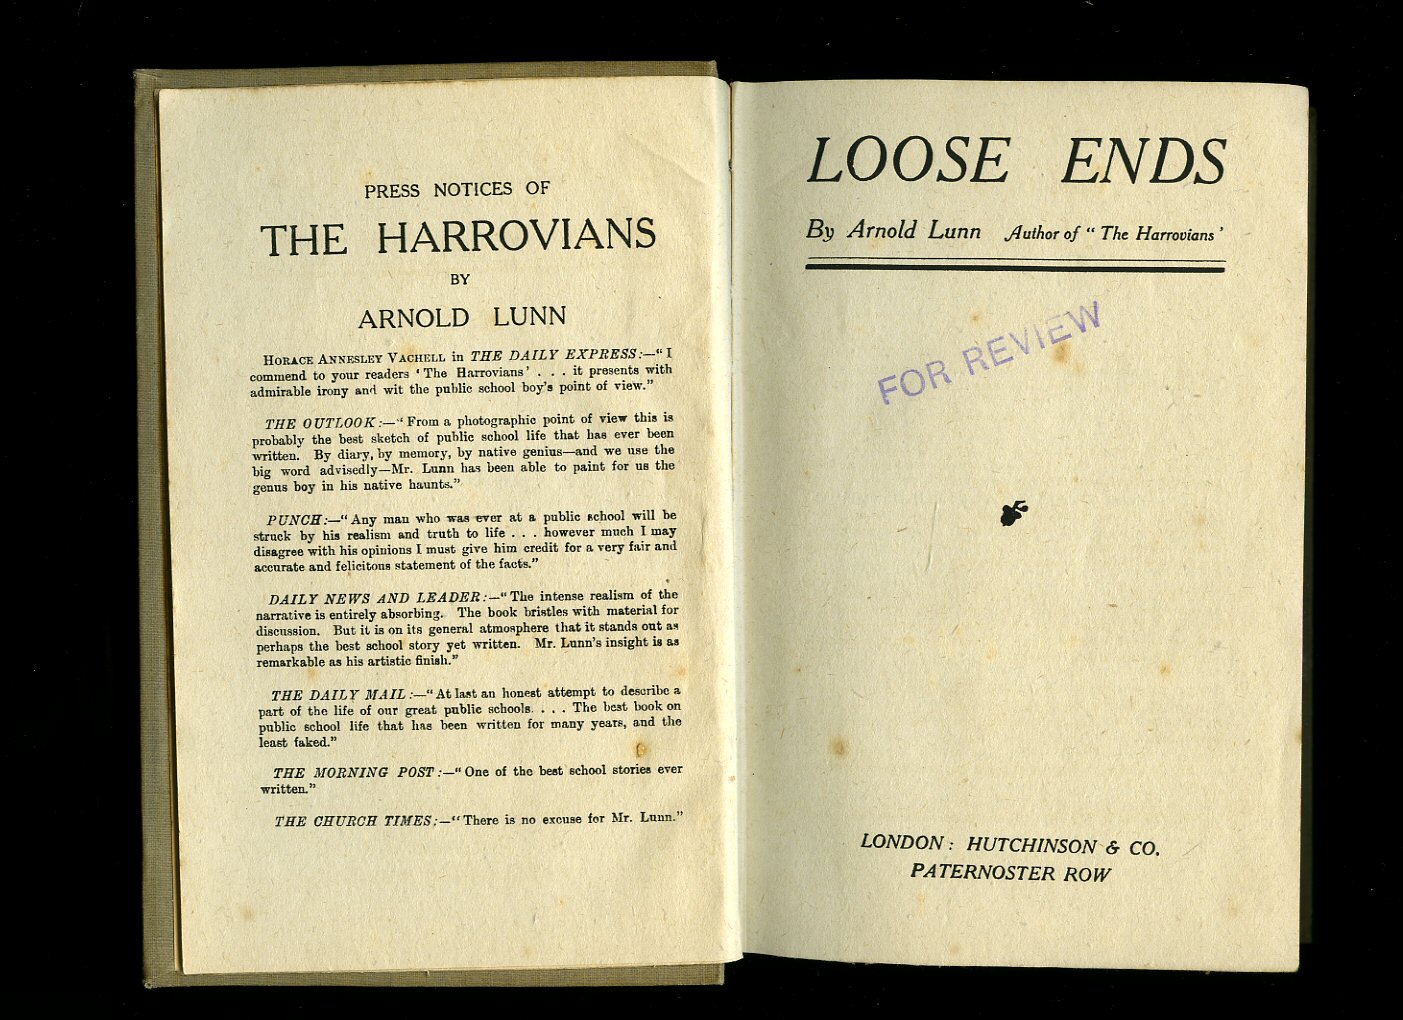 PRESS NOTICES OF
THE HARROVIANS
BY
ARNOLD LUNN
HORACE ANNESLEY VACHELL in THE DAILY EXPRESS:—"I
commend to your readers 'The Harrovians' . . . it presents with
admirable irony and wit the public school boy's point of view."
THE OUTLOOK:—"From a photographic point of view this is
probably the best sketch of public school life that has ever been
written. By diary, by memory, by native genius—and we use the
big word advisedly—Mr. Lunn has been able to paint for us the
genus boy in his native haunts."
PUNCH:—"Any man who was ever at a public school will be
struck by his realism and truth to life . . . however much I may
disagree with his opinions I must give him credit for a very fair and
accurate and felicitous statement of the facts."
DAILY NEWS AND LEADER:—"The intense realism of the
narrative is entirely absorbing. The book bristles with material for
discussion. But it is on its general atmosphere that it stands out as
perhaps the best school story yet written. Mr. Lunn's insight is as
remarkable as his artistic finish."
THE DAILY MAIL:—"At last an honest attempt to describe a
part of the life of our great public schools. . . . The best book on
public school life that has been written for many years, and the
least faked."
THE MORNING POST:—"One of the best school stories ever
written."
THE CHURCH TIMES:—"There is no excuse for Mr. Lunn."
LOOSE ENDS
By Arnold Lunn Author of "The Harrovians'
FOR REVIEW
LONDON: HUTCHINSON & CO.
PATERNOSTER ROW